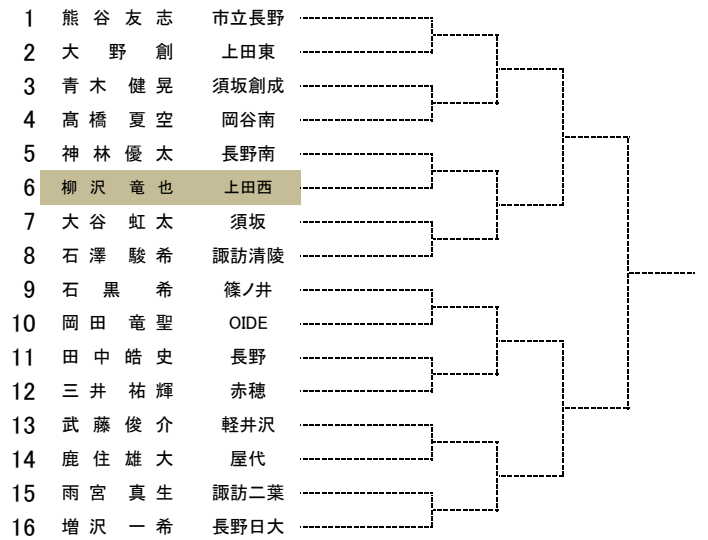 1 熊谷友志 市立長野
2 大野創 上田東
3 青木健晃 須坂創成
4 髙橋夏空 岡谷南
5 神林優太 長野南
6 柳沢竜也 上田西
7 大谷虹太 須坂
8 石澤駿希 諏訪清陵
9 石黒希 篠ノ井
10 岡田竜聖 OIDE
11 田中皓史 長野
12 三井祐輝 赤穂
13 武藤俊介 軽井沢
14 鹿住雄大 屋代
15 雨宮真生 諏訪二葉
16 増沢一希 長野日大